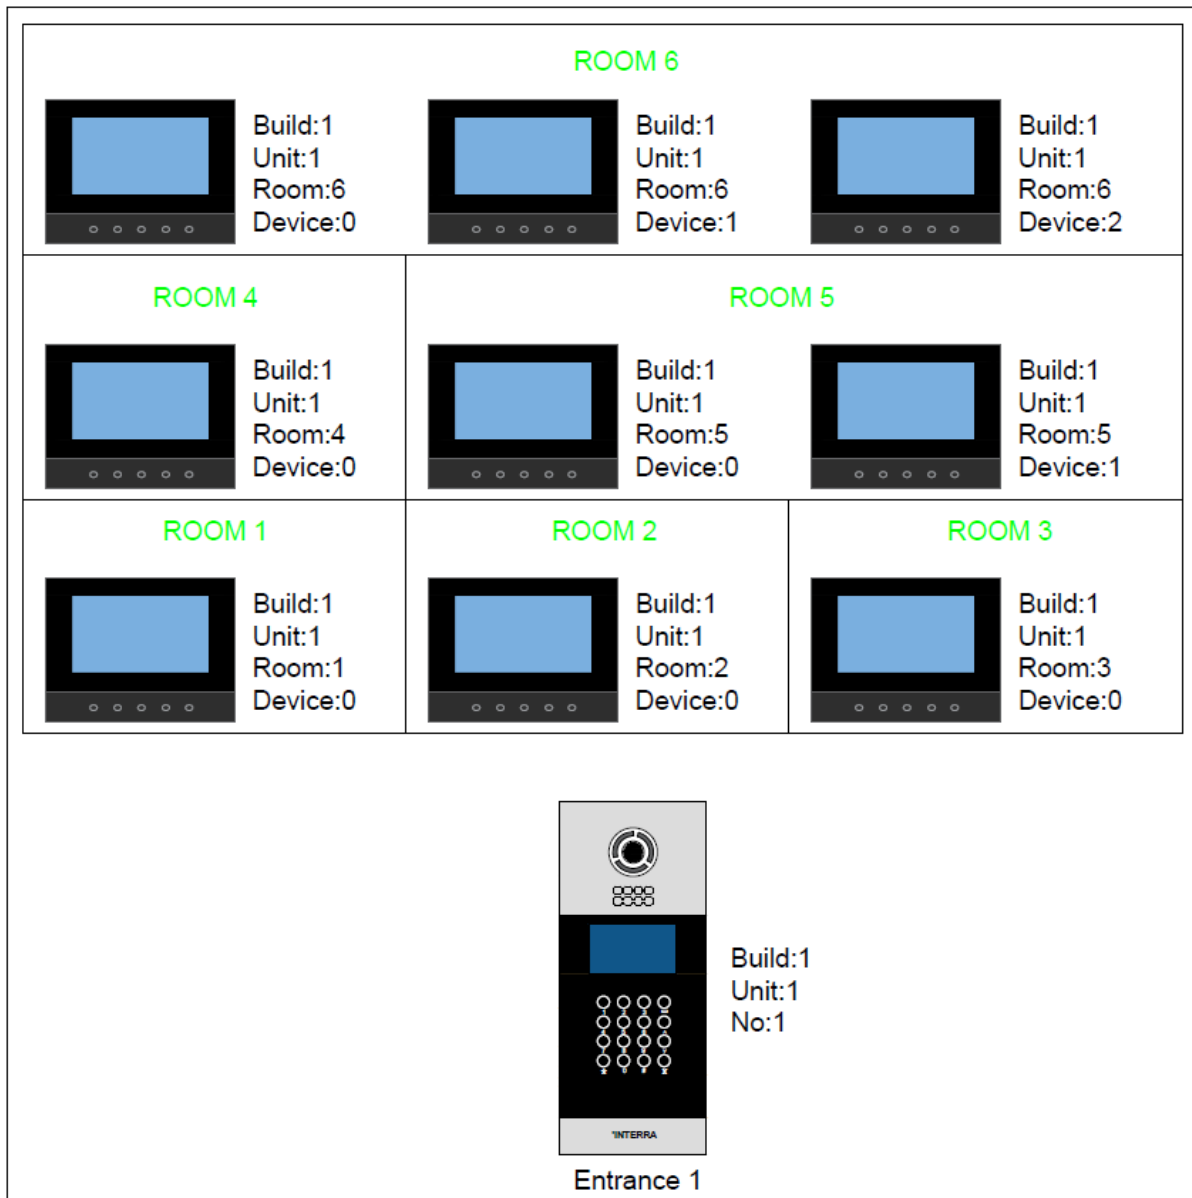 ROOM 6
Build:1
Unit:1
Room:6
Device:0
Build:1
Unit:1
Room:6
Device:1
Build:1
Unit:1
Room:6
Device:2
ROOM 4
Build:1
Unit:1
Room:4
Device:0
ROOM 5
Build:1
Unit:1
Room:5
Device:0
Build:1
Unit:1
Room:5
Device:1
ROOM 1
Build:1
Unit:1
Room:1
Device:0
ROOM 2
Build:1
Unit:1
Room:2
Device:0
ROOM 3
Build:1
Unit:1
Room:3
Device:0
Build:1
Unit:1
No:1
*INTERRA
Entrance 1